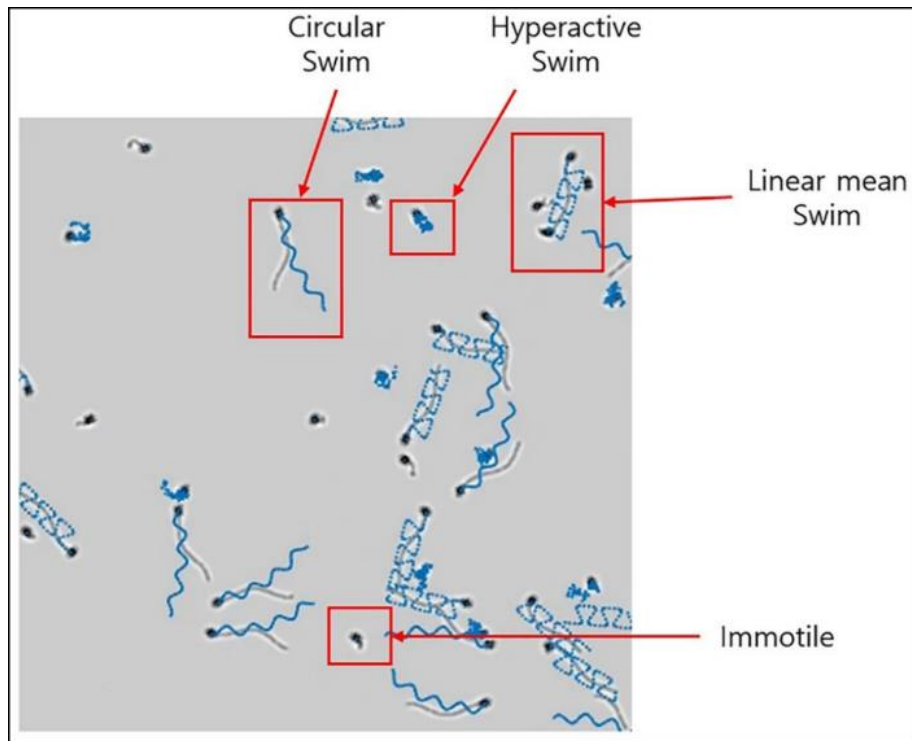 Circular
Swim
Hyperactive
Swim
Linear mean
Swim
Immotile